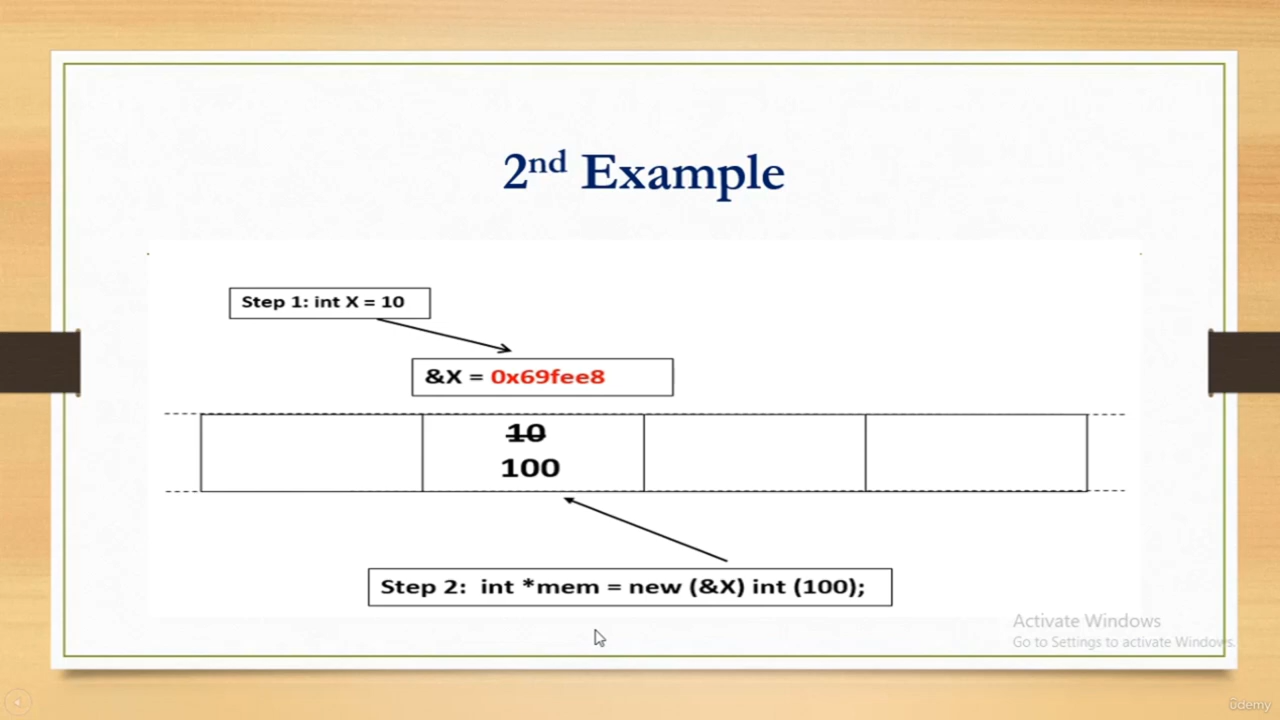 2nd Example
Step 1: int X = 10
&X = 0x69fee8
10
100
Step 2: int *mem = new (&X) int (100);
Activate Windows
Go to Settings to activate Windows.
ûdemy